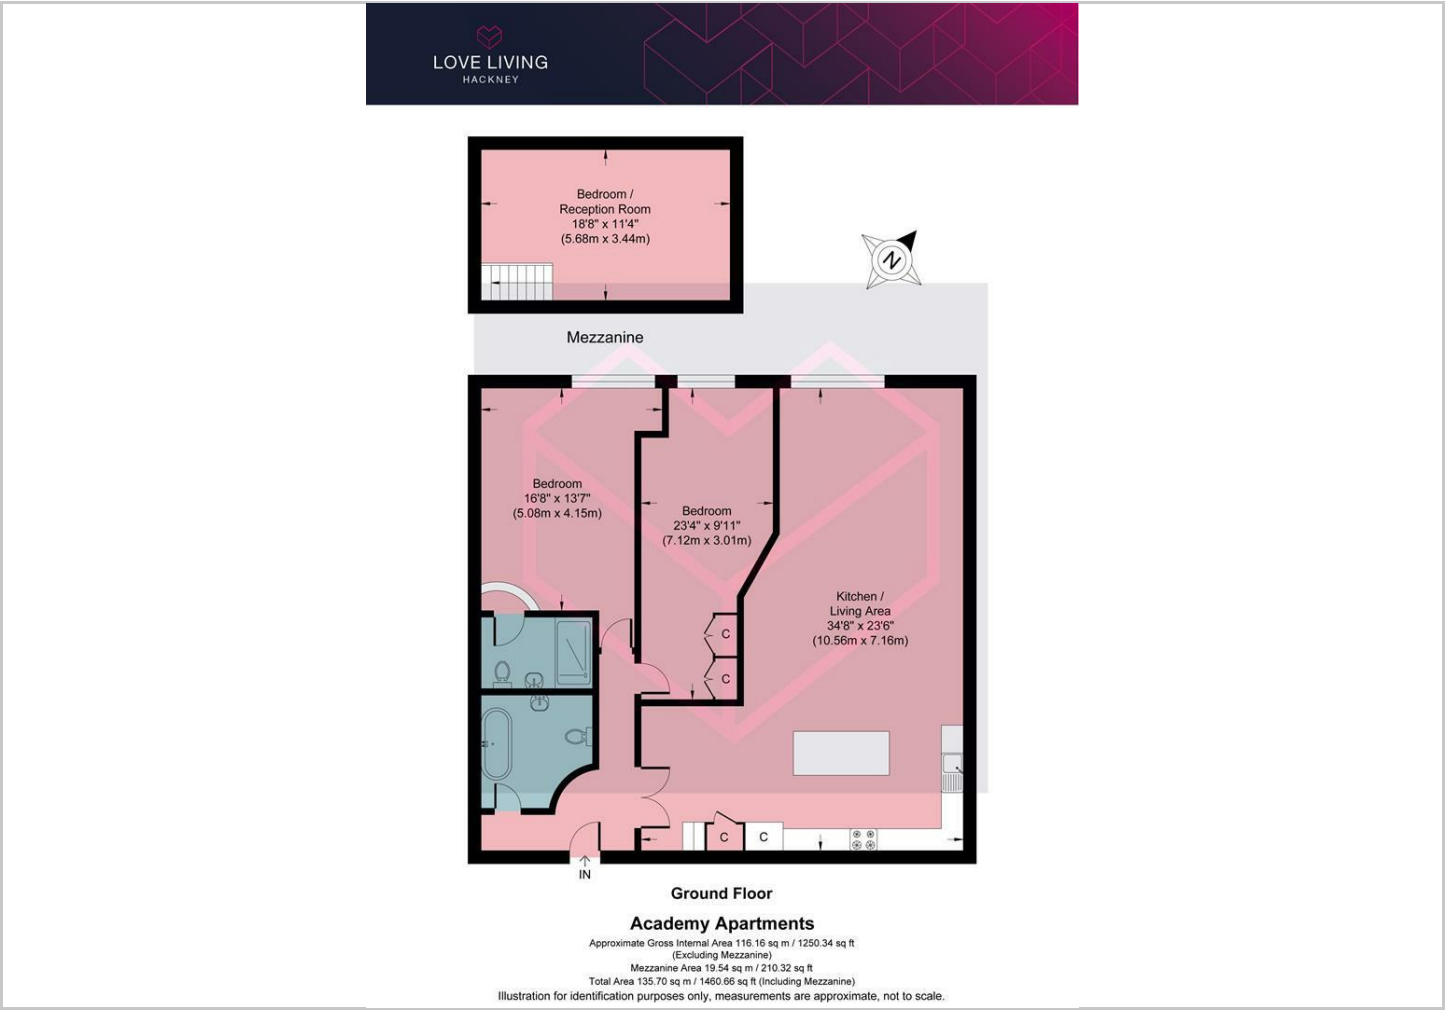 LOVE LIVING
HACKNEY
Bedroom /
Reception Room
18'8" x 11'4"
(5.68m x 3.44m)
N
Mezzanine
Bedroom
16'8" x 13'7"
(5.08m x 4.15m)
Bedroom
23'4" x 9'11"
(7.12m x 3.01m)
Kitchen /
Living Area
34'8" x 23'6"
(10.56m x 7.16m)
C
C
C
C
IN
Ground Floor
Academy Apartments
Approximate Gross Internal Area 116.16 sq m / 1250.34 sq ft
(Excluding Mezzanine)
Mezzanine Area 19.54 sq m / 210.32 sq ft
Total Area 135.70 sq m / 1460.66 sq ft (Including Mezzanine)
Illustration for identification purposes only, measurements are approximate, not to scale.